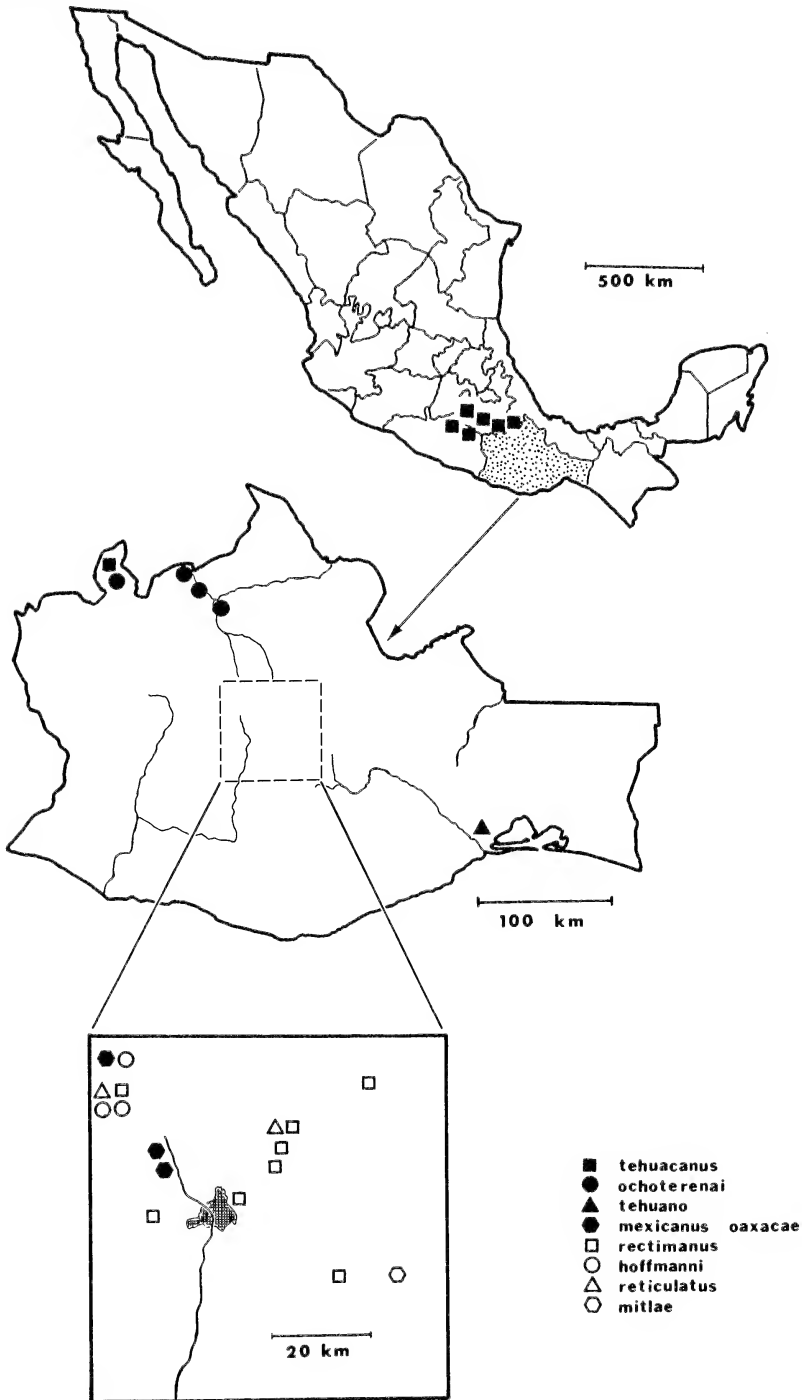 500 km
100 km
20 km
tehuacanus
ochoterenai
tehuano
mexicanus oaxacae
rectimanus
hoffmanni
reticulatus
mitlae